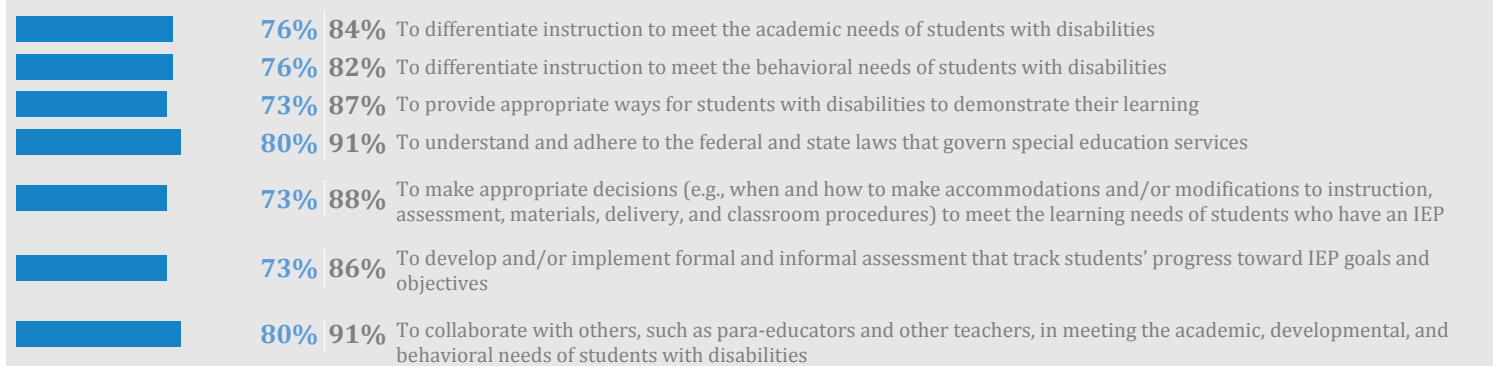 76% 84% To differentiate instruction to meet the academic needs of students with disabilities
76% 82% To differentiate instruction to meet the behavioral needs of students with disabilities
73% 87% To provide appropriate ways for students with disabilities to demonstrate their learning
80% 91% To understand and adhere to the federal and state laws that govern special education services
73% 88% To make appropriate decisions (e.g., when and how to make accommodations and/or modifications to instruction,
assessment, materials, delivery, and classroom procedures) to meet the learning needs of students who have an IEP
73% 86% To develop and/or implement formal and informal assessment that track students’ progress toward IEP goals and
objectives
80% 91% To collaborate with others, such as para-educators and other teachers, in meeting the academic, developmental, and
behavioral needs of students with disabilities